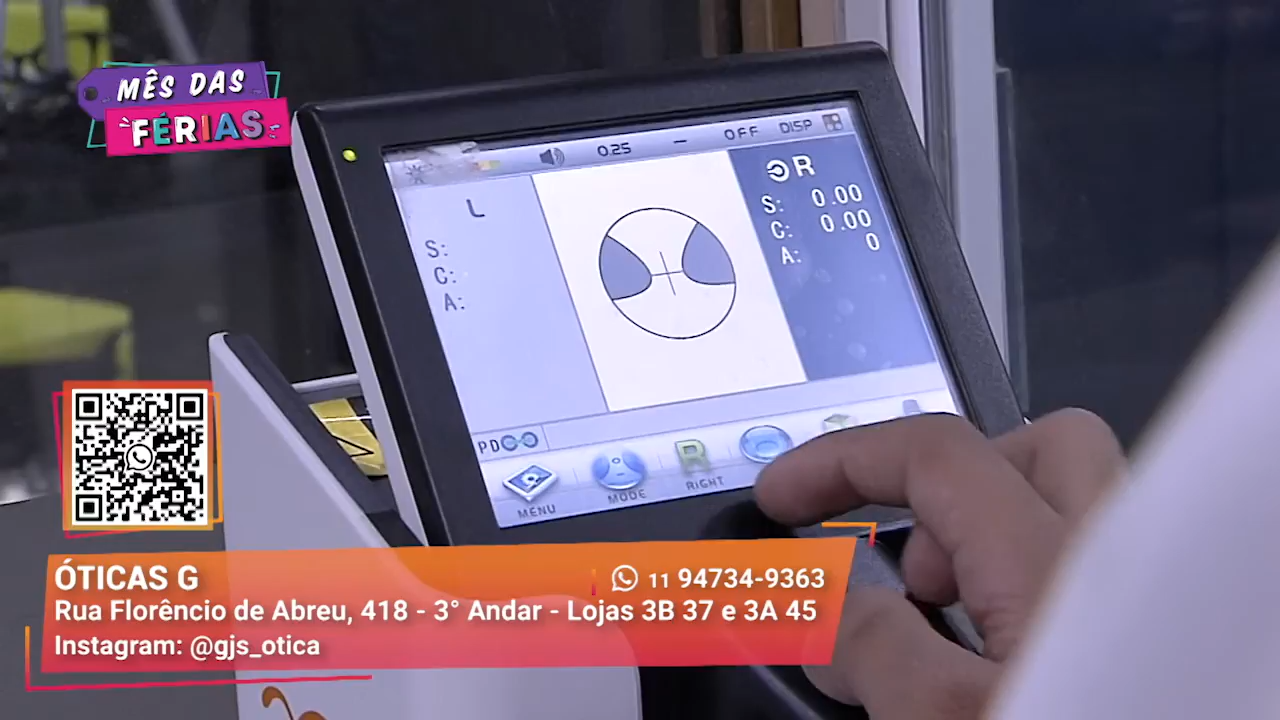 MÊS DAS
FÉRIAS
0.25
OFF
DISP
L
S:
C:
A:
R
S: 0.00
C: 0.00
A: 0
PD
MENU
MODE
R
RIGHT
ÓTICAS G
11 94734-9363
Rua Florêncio de Abreu, 418 - 3° Andar - Lojas 3B 37 e 3A 45
Instagram: @gjs_otica